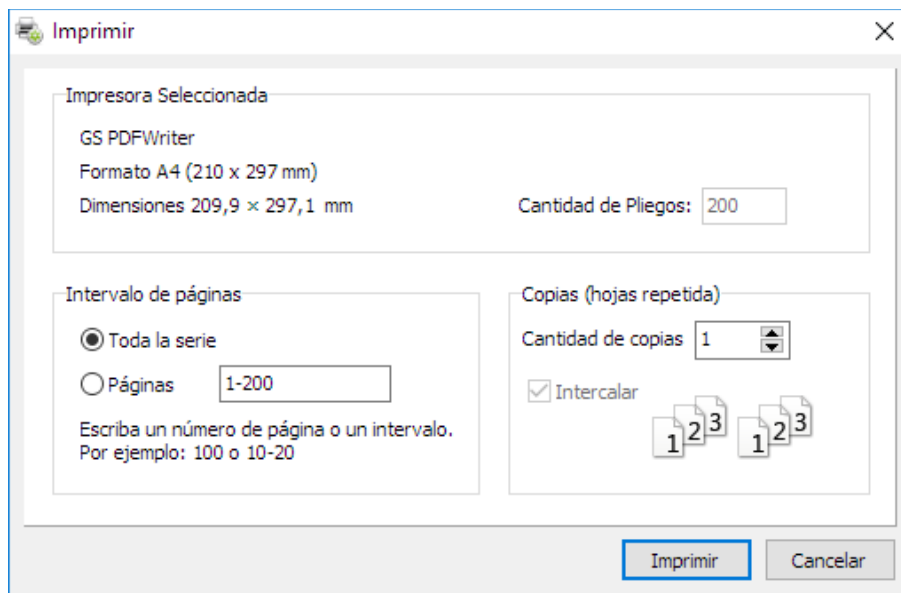 Imprimir
Impresora Seleccionada
GS PDFWriter
Formato A4 (210 x 297 mm)
Dimensiones 209,9 × 297,1 mm
Cantidad de Pliegos: 200
Intervalo de páginas
Toda la serie
Páginas 1-200
Escriba un número de página o un intervalo.
Por ejemplo: 100 o 10-20
Copias (hojas repetida)
Cantidad de copias 1
Intercalar
1 2 3 1 2 3
Imprimir Cancelar